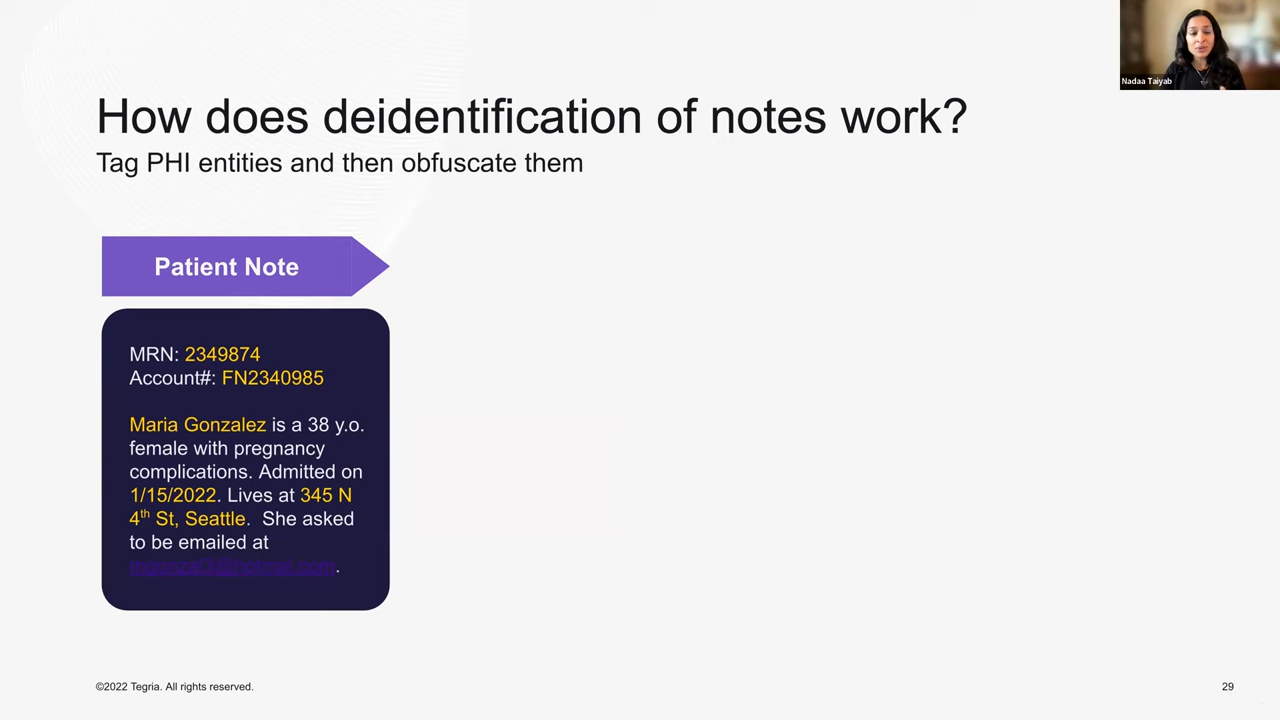 Nadaa Taiyab
How does deidentification of notes work?
Tag PHI entities and then obfuscate them
Patient Note
MRN: 2349874
Account#: FN2340985
Maria Gonzalez is a 38 y.o.
female with pregnancy
complications. Admitted on
1/15/2022. Lives at 345 N
4th St, Seattle. She asked
to be emailed at
©2022 Tegria. All rights reserved.
29